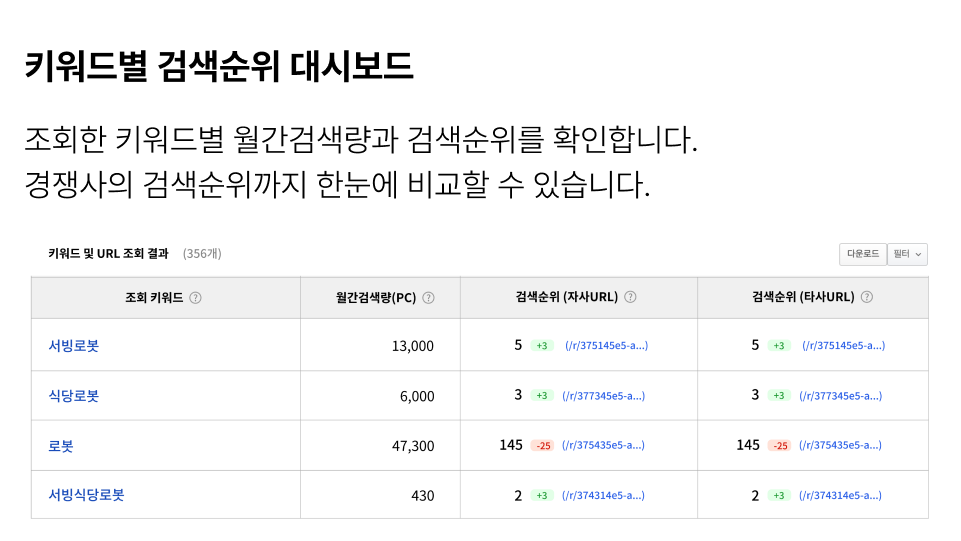 키워드별 검색순위 대시보드
조회한 키워드별 월간검색량과 검색순위를 확인합니다.
경쟁사의 검색순위까지 한눈에 비교할 수 있습니다.
키워드 및 URL 조회 결과 (356개) 다운로드 필터
조회 키워드 ? 월간검색량(PC) ? 검색순위 (자사URL) ? 검색순위 (타사URL) ?
서빙로봇 13,000 5 +3 (/r/375145e5-a...) 5 +3 (/r/375145e5-a...)
식당로봇 6,000 3 +3 (/r/377345e5-a...) 3 +3 (/r/377345e5-a...)
로봇 47,300 145 -25 (/r/375435e5-a...) 145 -25 (/r/375435e5-a...)
서빙식당로봇 430 2 +3 (/r/374314e5-a...) 2 +3 (/r/374314e5-a...)